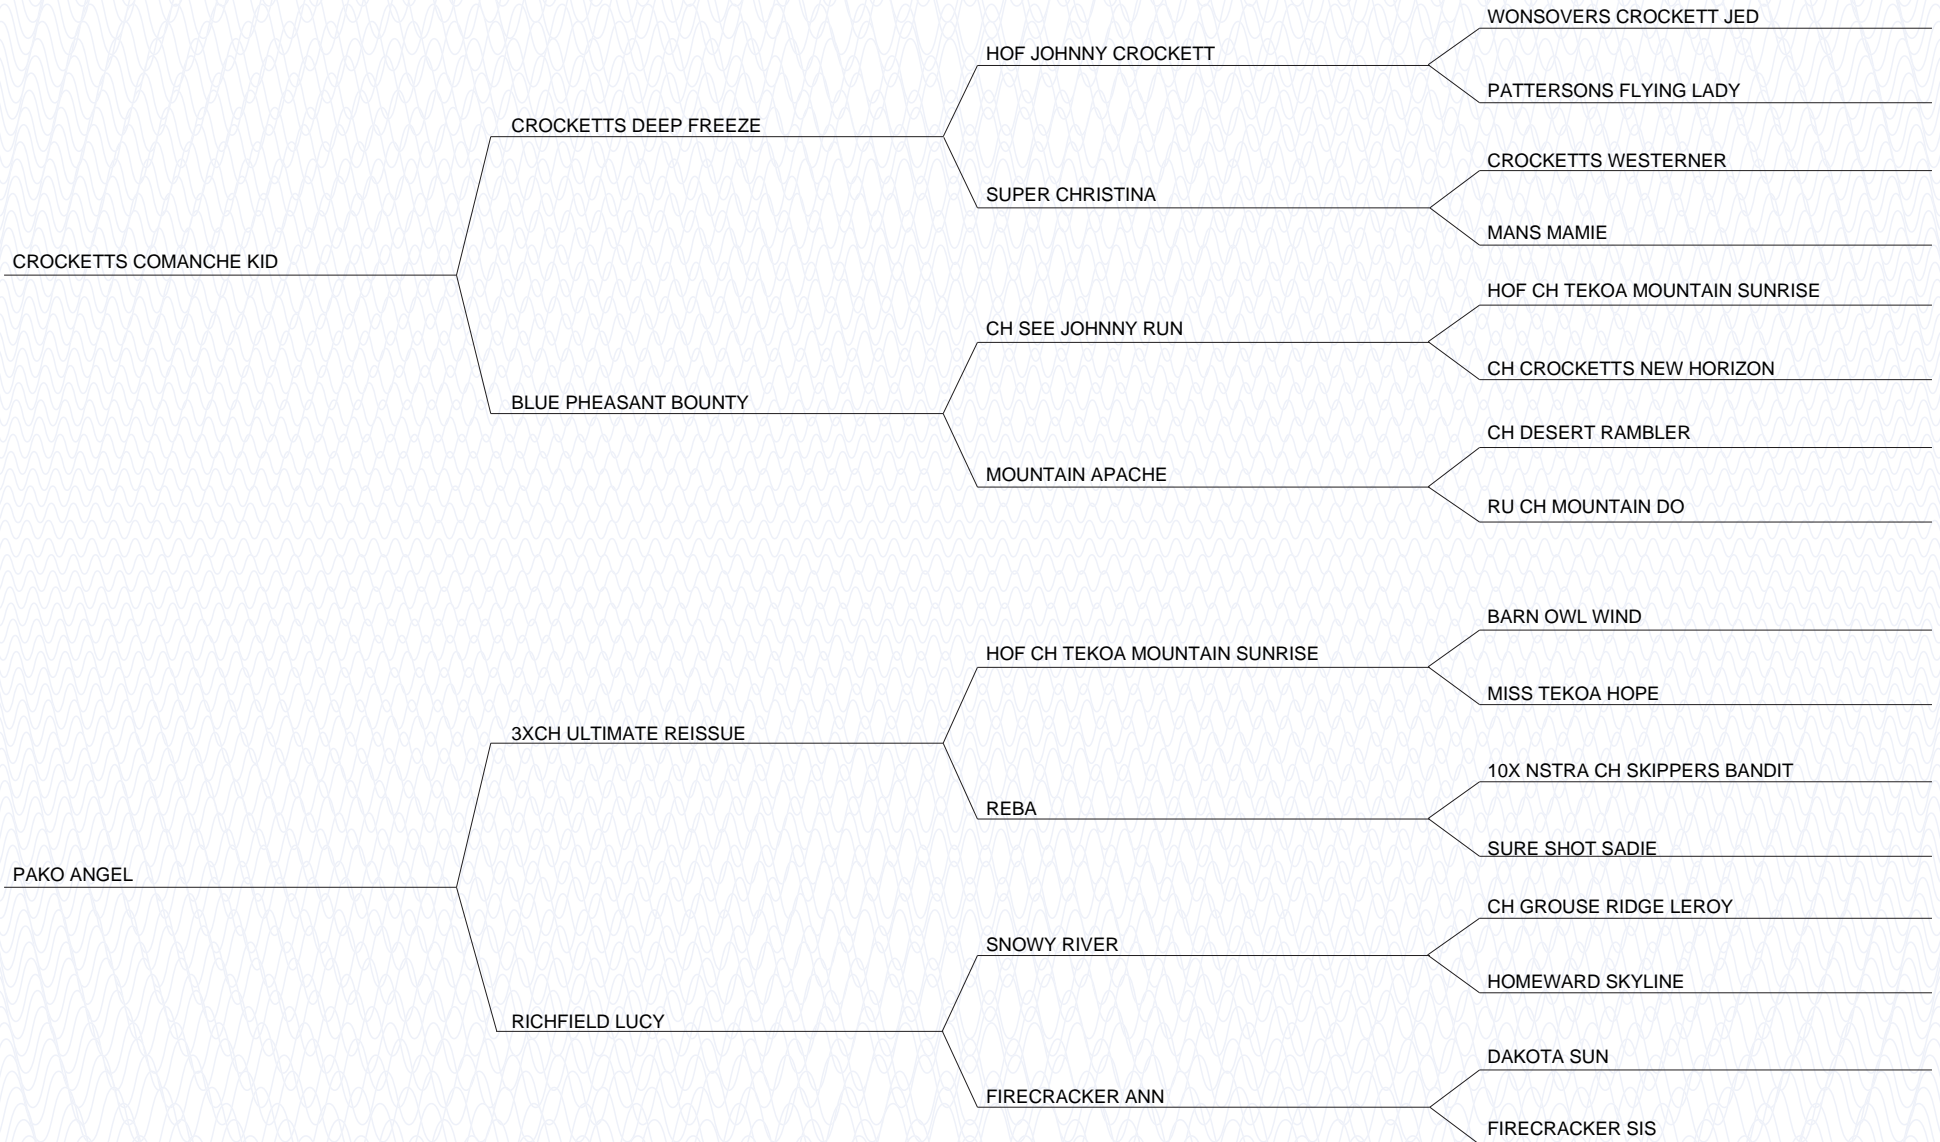 WONSOVERS CROCKETT JED
HOF JOHNNY CROCKETT
PATTERSONS FLYING LADY
CROCKETTS DEEP FREEZE
CROCKETTS WESTERNER
SUPER CHRISTINA
MANS MAMIE
CROCKETTS COMANCHE KID
HOF CH TEKOA MOUNTAIN SUNRISE
CH SEE JOHNNY RUN
CH CROCKETTS NEW HORIZON
BLUE PHEASANT BOUNTY
CH DESERT RAMBLER
MOUNTAIN APACHE
RU CH MOUNTAIN DO
BARN OWL WIND
HOF CH TEKOA MOUNTAIN SUNRISE
MISS TEKOA HOPE
3XCH ULTIMATE REISSUE
10X NSTRA CH SKIPPERS BANDIT
REBA
SURE SHOT SADIE
PAKO ANGEL
CH GROUSE RIDGE LEROY
SNOWY RIVER
HOMEWARD SKYLINE
RICHFIELD LUCY
DAKOTA SUN
FIRECRACKER ANN
FIRECRACKER SIS